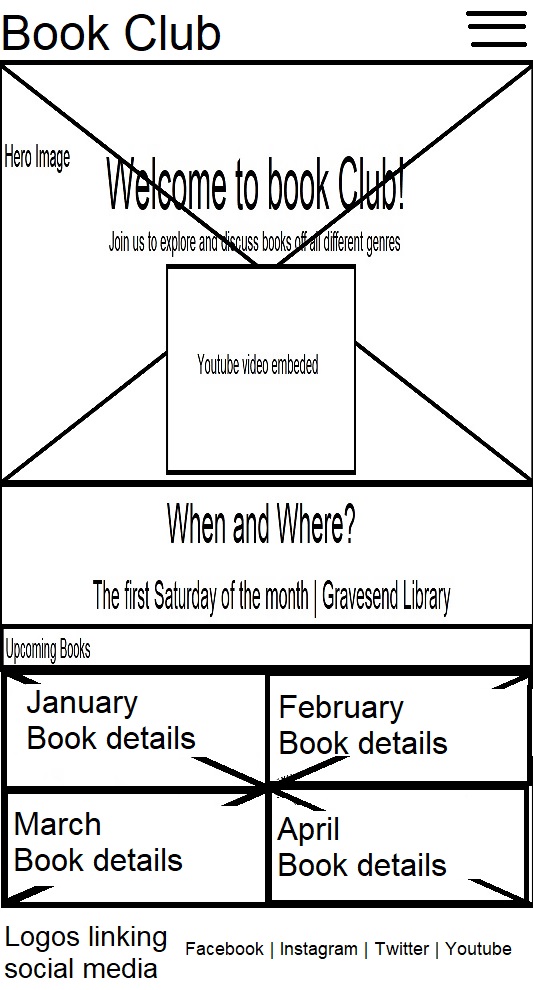 Book Club
Hero Image
Welcome to book Club!
Join us to explore and discuss books off all different genres
Youtube video embeded
When and Where?
The first Saturday of the month | Gravesend Library
Upcoming Books
January
Book details
February
Book details
March
Book details
April
Book details
Logos linking
social media
Facebook | Instagram | Twitter | Youtube